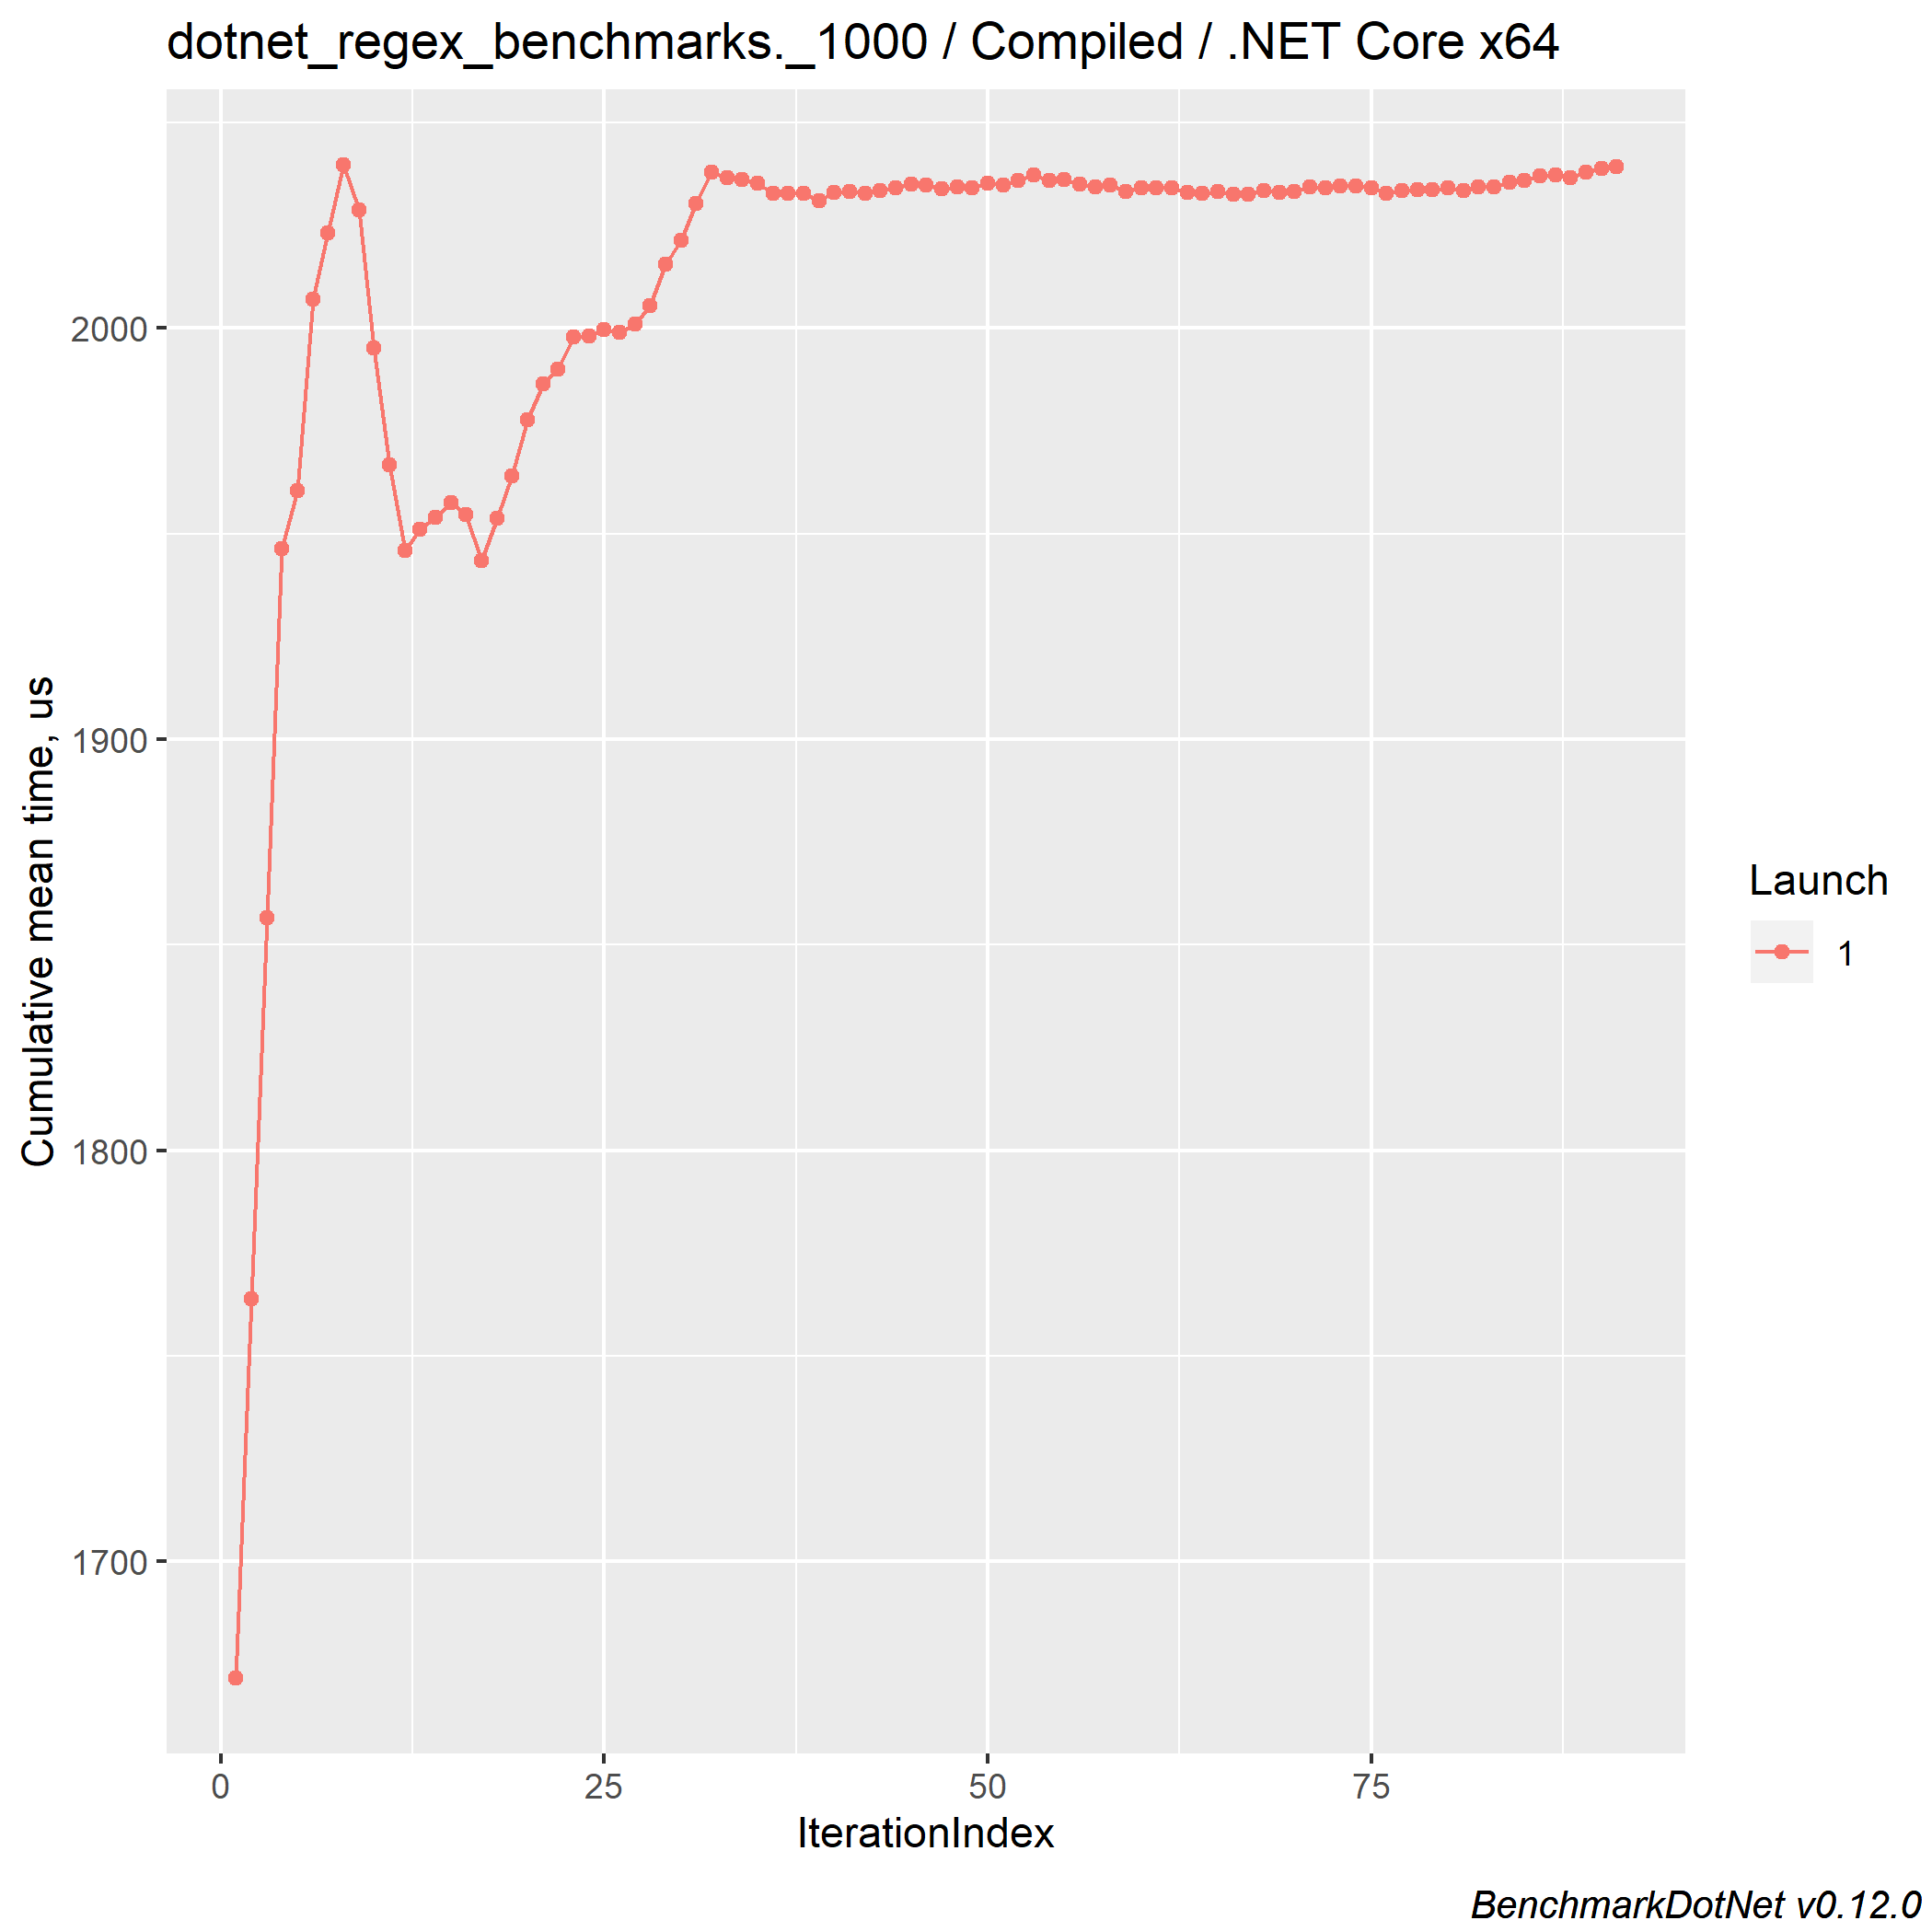 dotnet_regex_benchmarks._1000 / Compiled / .NET Core x64
Cumulative mean time, us
2000
1900
1800
1700
0 25 50 75
IterationIndex
Launch
1
BenchmarkDotNet v0.12.0